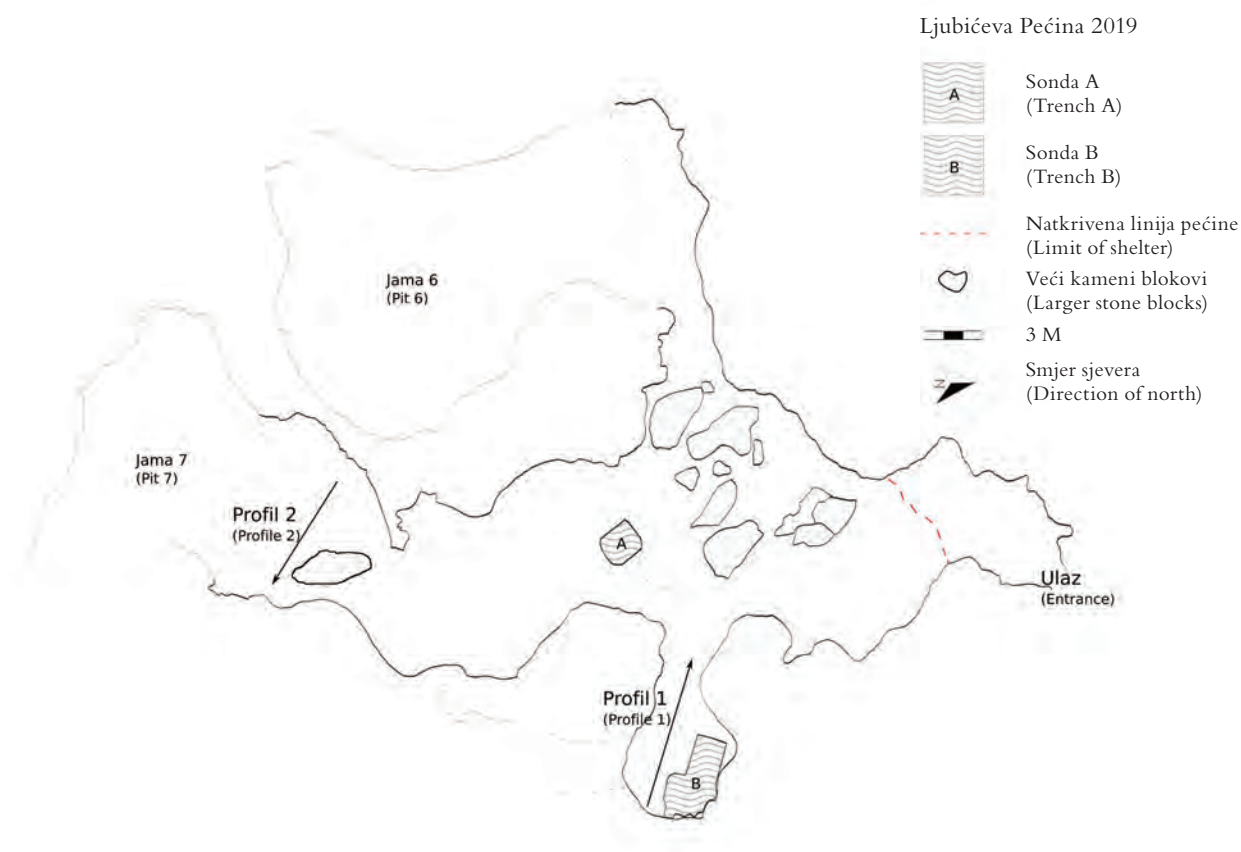 Ljubićeva Pećina 2019
A
Sonda A
(Trench A)
B
Sonda B
(Trench B)
Natkrivena linija pećine
(Limit of shelter)
Veći kameni blokovi
(Larger stone blocks)
3 M
N
Smjer sjevera
(Direction of north)
Jama 6
(Pit 6)
Jama 7
(Pit 7)
Profil 2
(Profile 2)
A
Ulaz
(Entrance)
Profil 1
(Profile 1)
B